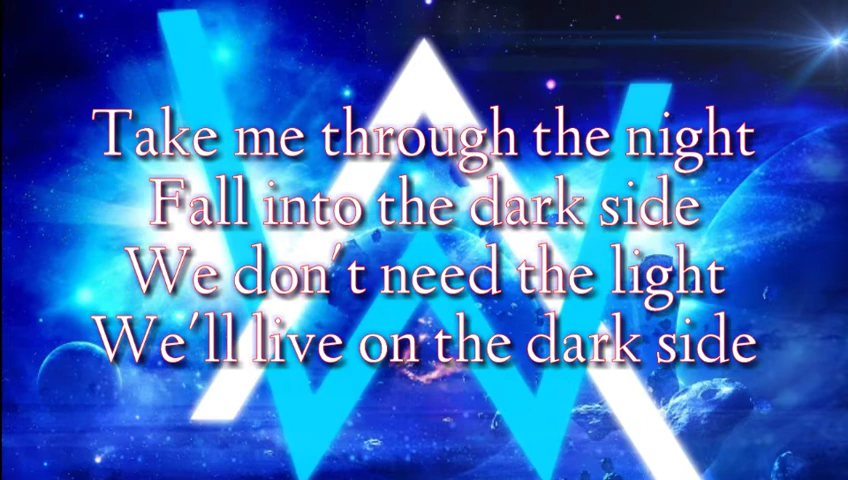 Take me through the night
Fall into the dark side
We don't need the light
We'll live on the dark side